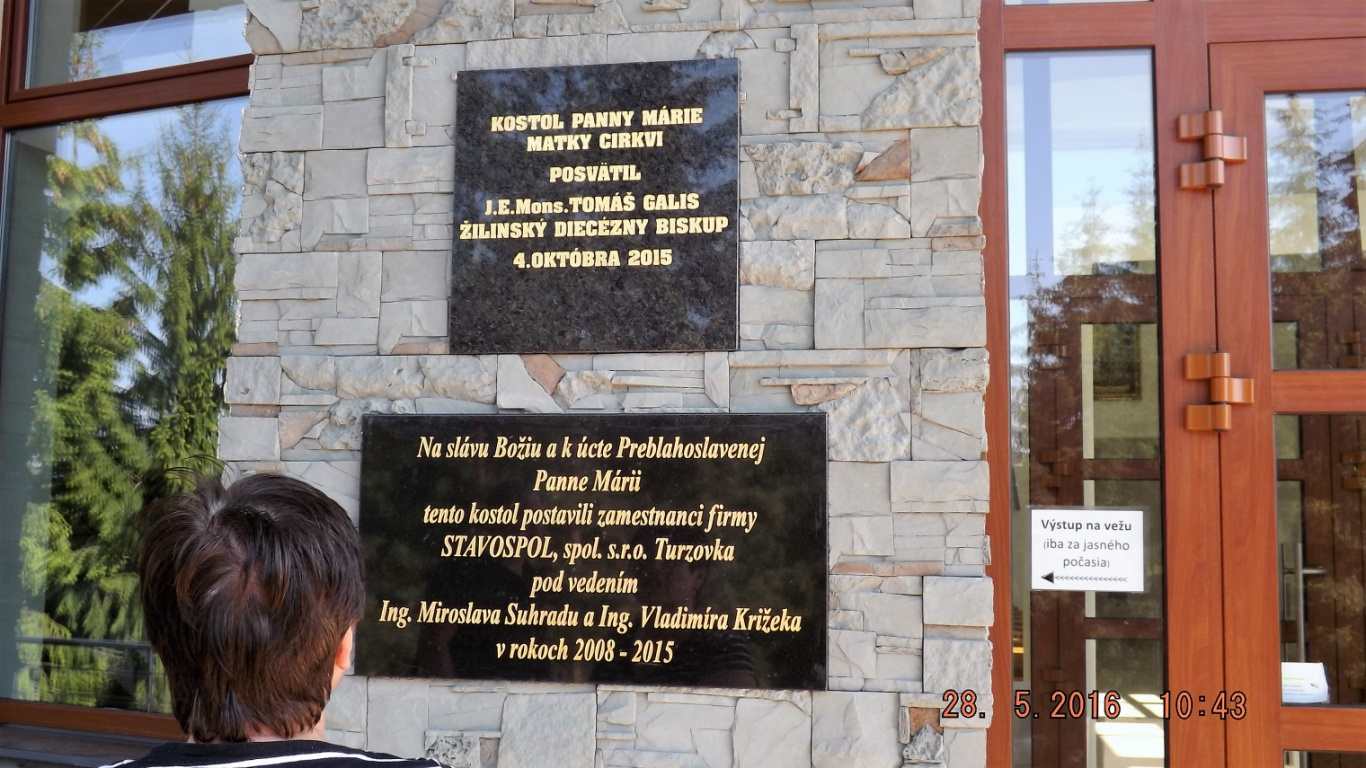 KOSTOL PANNY MÁRIE
MATKY CIRKVI
POSVÄTIL
J.E.Mons.TOMÁŠ GALIS
ŽILINSKÝ DIECÉZNY BISKUP
4.OKTÓBRA 2015
Na slávu Božiu a k úcte Preblahoslavenej
Panne Márii
tento kostol postavili zamestnanci firmy
STAVOSPOL, spol. s.r.o. Turzovka
pod vedením
Ing. Miroslava Suhradu a Ing. Vladimíra Križeka
v rokoch 2008 - 2015
Výstup na vežu
(iba za jasného
počasia)
28. 5.2016 10:43